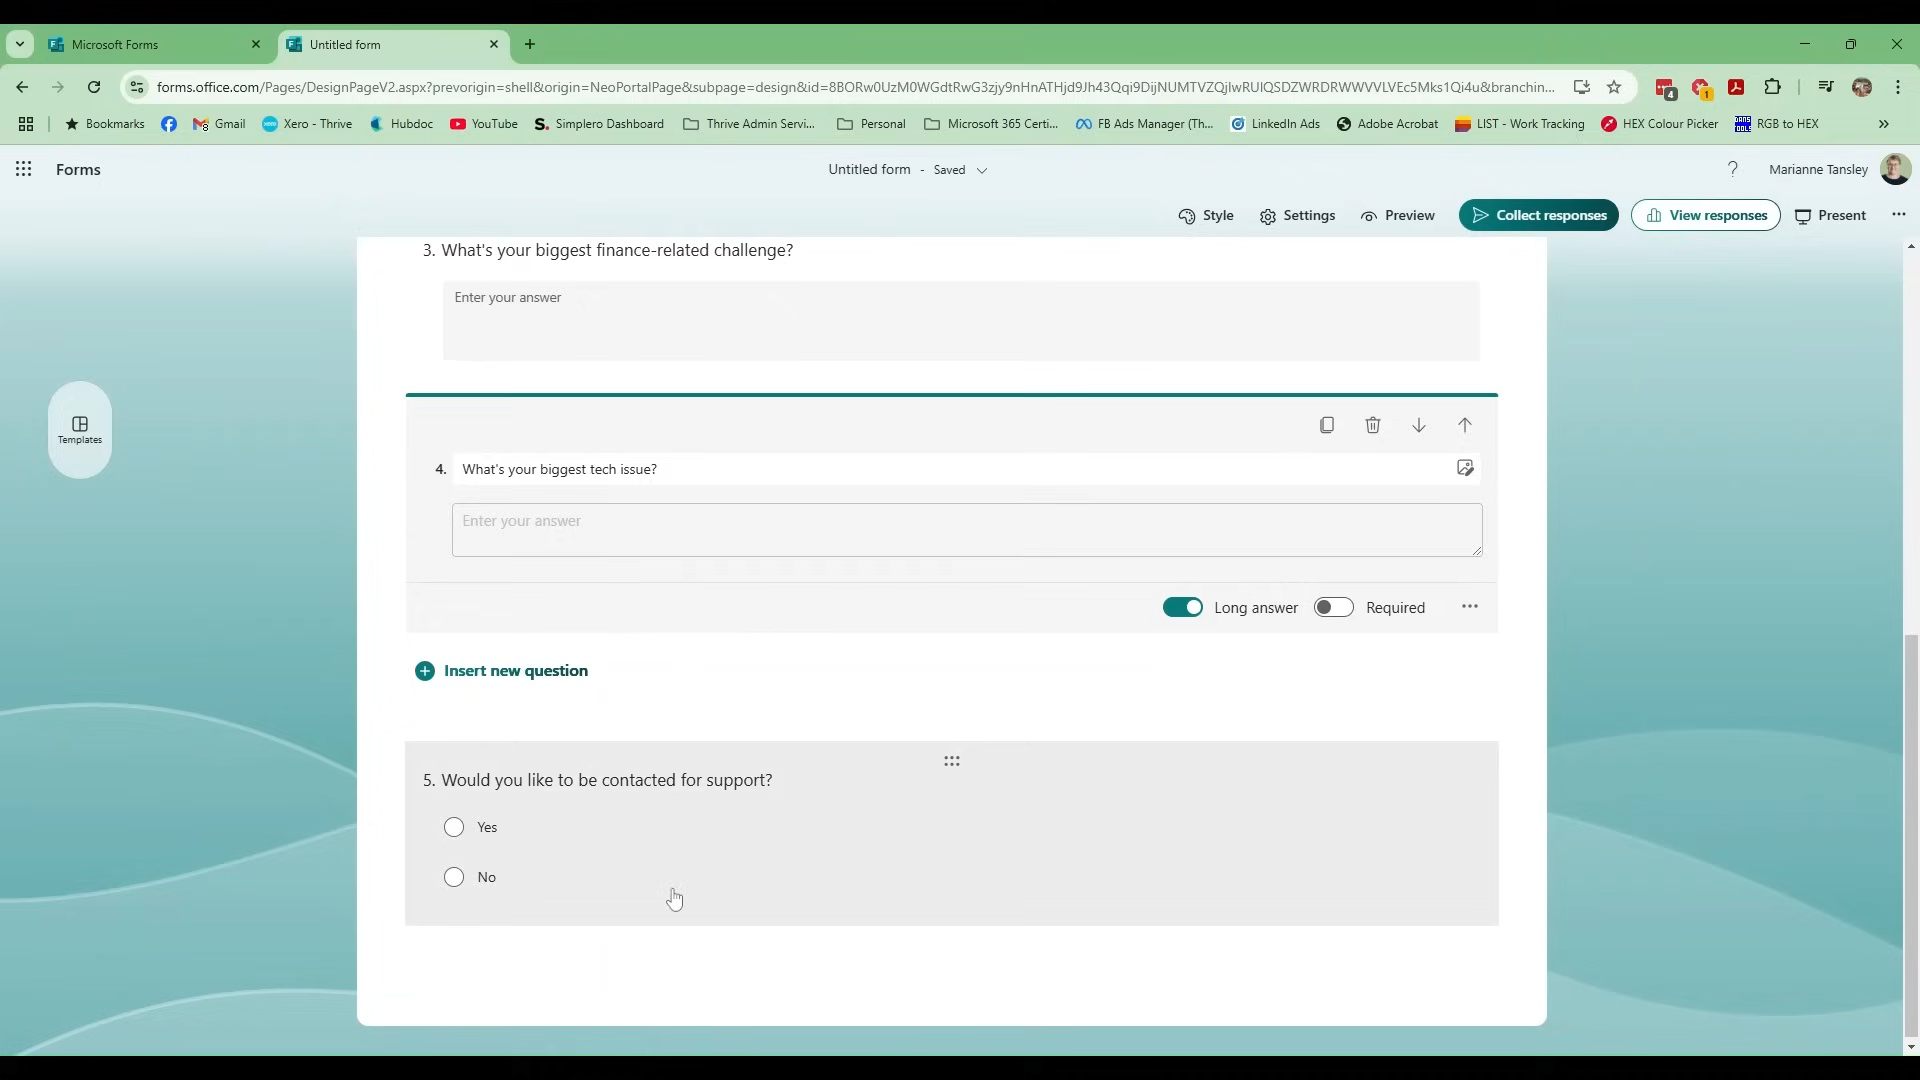 Microsoft Forms
Untitled form
forms.office.com/Pages/DesignPageV2.aspx?prevorigin=shell&origin=NeoPortalPage&subpage=design&id=8BORw0UzM0WGdtRwG3zjy9nHnATHjd9Jh43Qqi9DijNUMTVZQjlwRUlQSDZWRDRWWVVLVEc5Mks1Qi4u&branchin...
4
1
Bookmarks
Gmail
Xero - Thrive
Hubdoc
YouTube
Simplero Dashboard
Thrive Admin Servi...
Personal
Microsoft 365 Certi...
FB Ads Manager (Th...
LinkedIn Ads
Adobe Acrobat
LIST - Work Tracking
HEX Colour Picker
RGB to HEX
Forms
Untitled form - Saved
?
Marianne Tansley
Style
Settings
Preview
Collect responses
View responses
Present
3. What's your biggest finance-related challenge?
Enter your answer
Templates
4. What's your biggest tech issue?
Enter your answer
Long answer
Required
Insert new question
5. Would you like to be contacted for support?
Yes
No